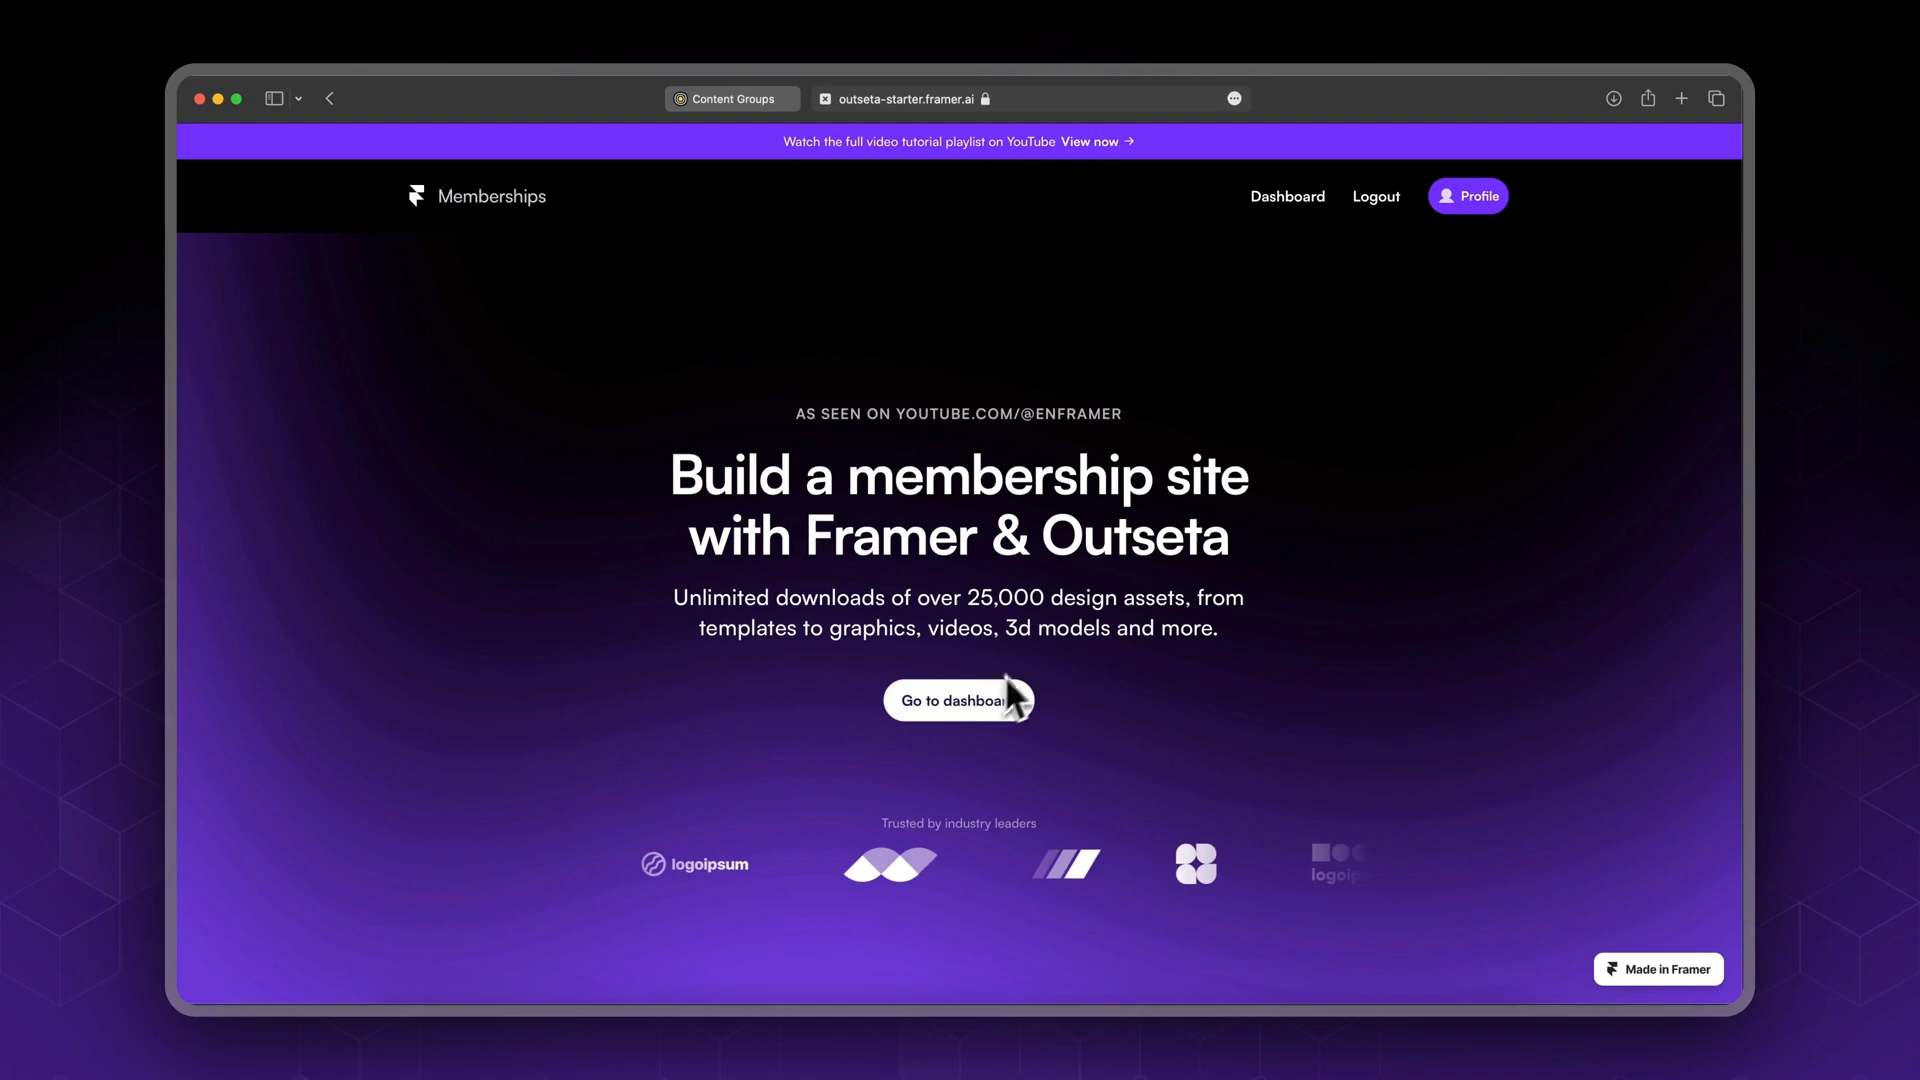 Content Groups
outseta-starter.framer.ai
Watch the full video tutorial playlist on YouTube View now →
Memberships
Dashboard
Logout
Profile
AS SEEN ON YOUTUBE.COM/@ENFRAMER
Build a membership site
with Framer & Outseta
Unlimited downloads of over 25,000 design assets, from
templates to graphics, videos, 3d models and more.
Go to
Trusted by industry leaders
logoipsum
Made in Framer